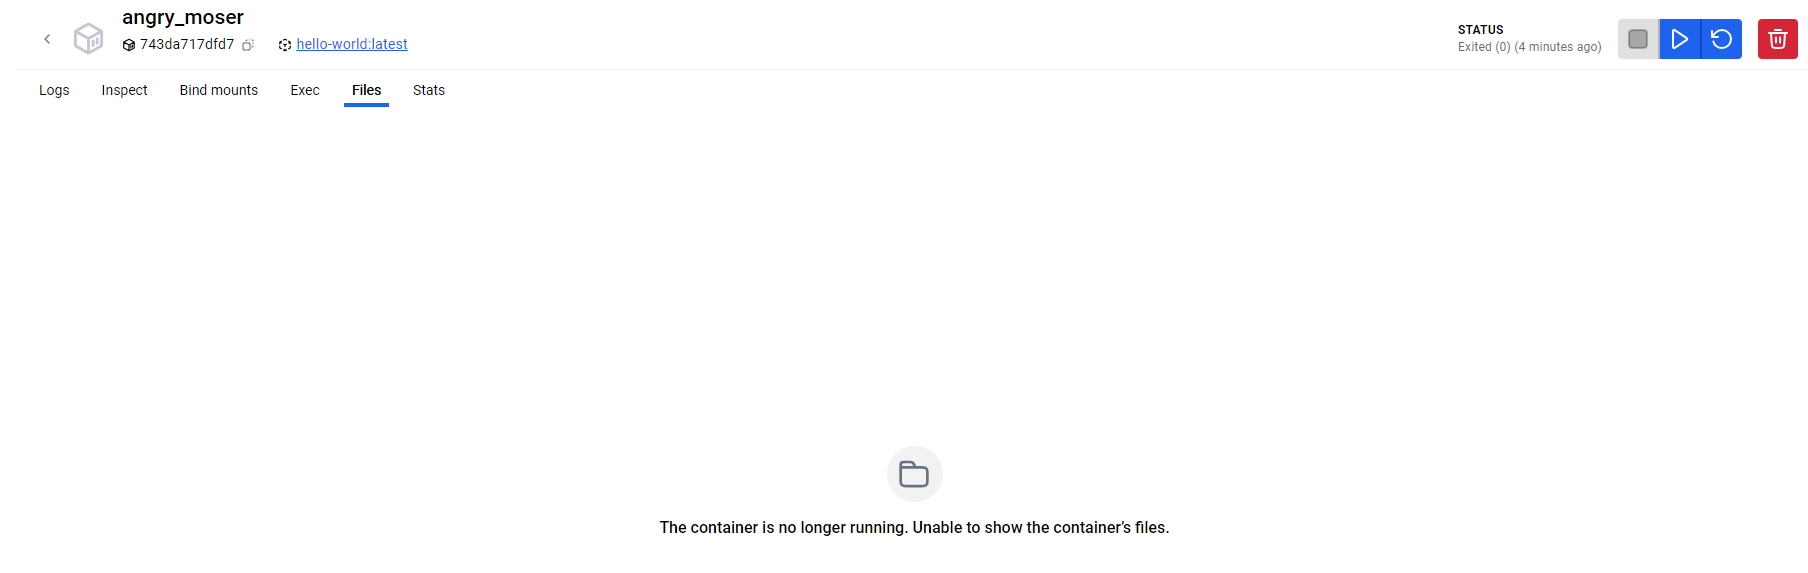 angry_moser
743da717dfd7 hello-world:latest
STATUS
Exited (0) (4 minutes ago)
Logs Inspect Bind mounts Exec Files Stats
The container is no longer running. Unable to show the container’s files.